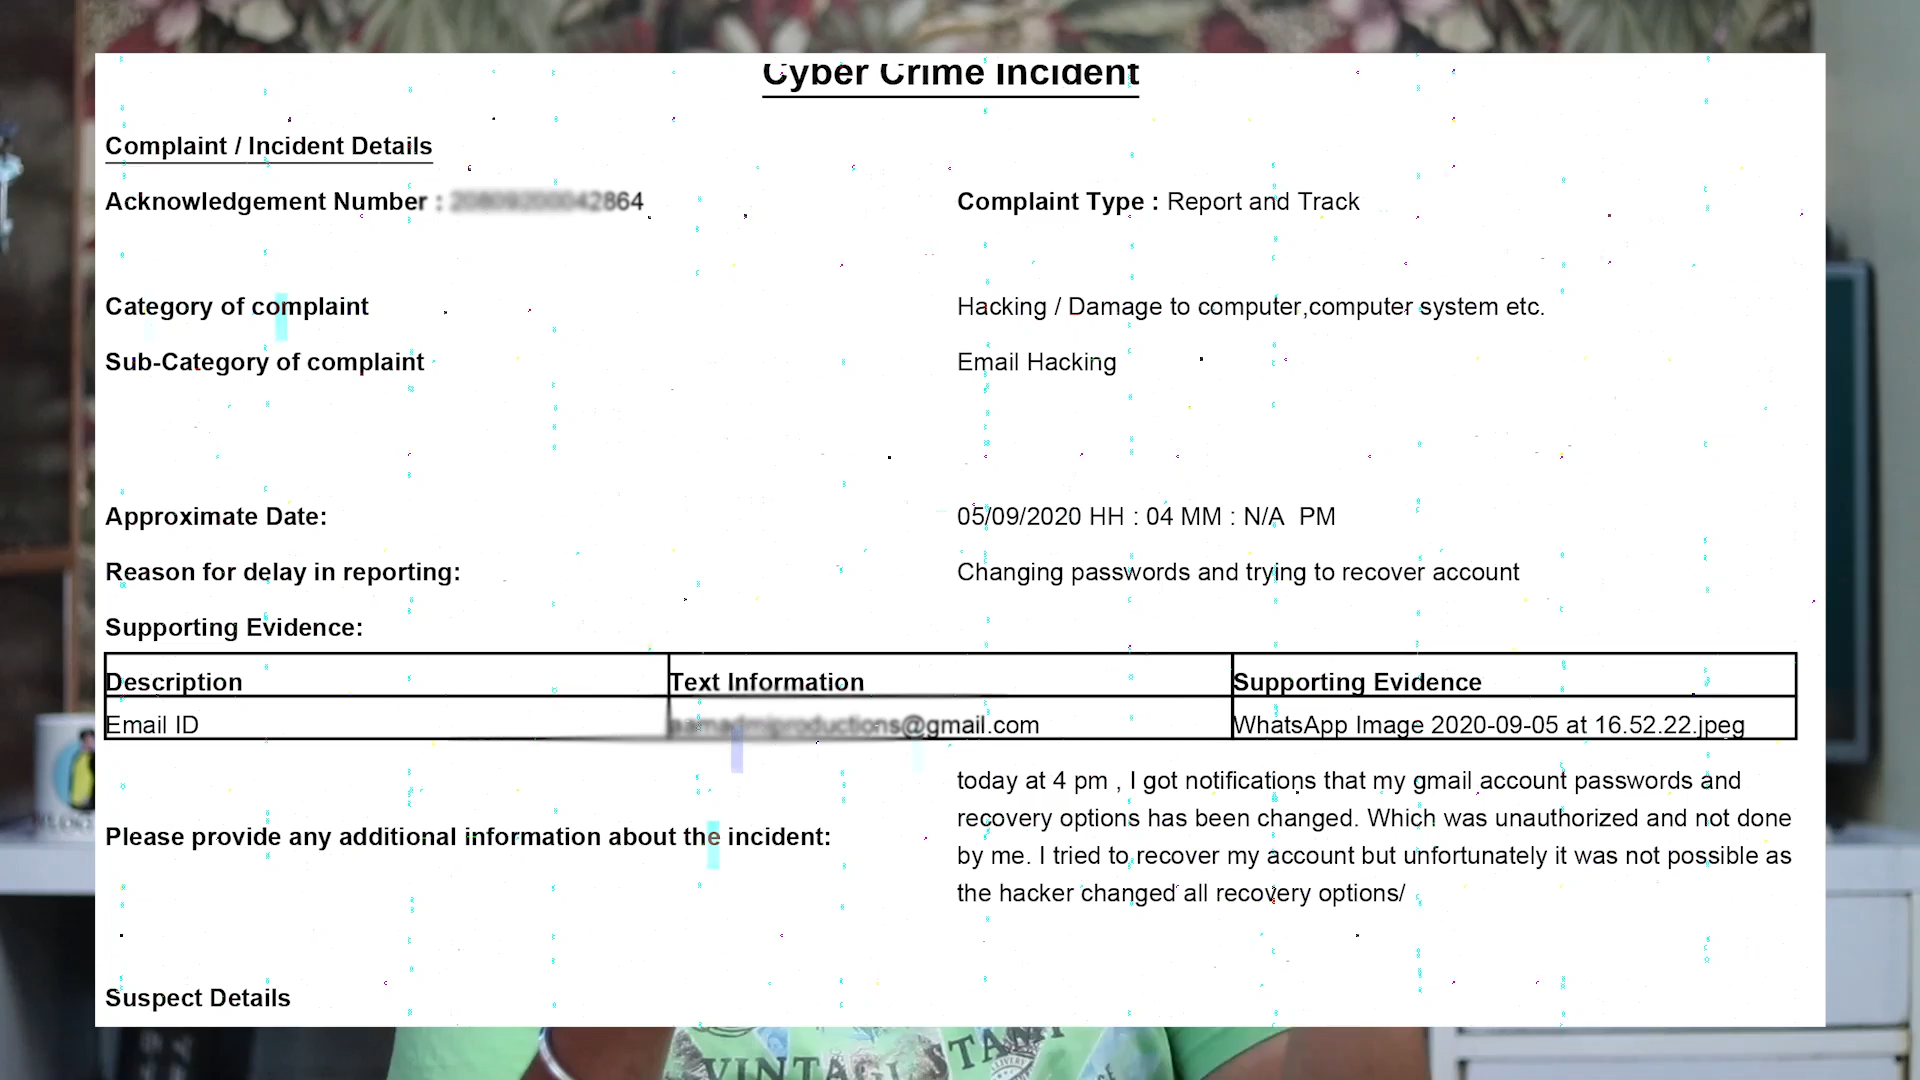 Cyber Crime Incident
Complaint / Incident Details
Acknowledgement Number : 864 Complaint Type : Report and Track
Category of complaint Hacking / Damage to computer,computer system etc.
Sub-Category of complaint Email Hacking
Approximate Date: 05/09/2020 HH : 04 MM : N/A PM
Reason for delay in reporting: Changing passwords and trying to recover account
Supporting Evidence:
Description Text Information Supporting Evidence
Email ID @gmail.com WhatsApp Image 2020-09-05 at 16.52.22.jpeg
today at 4 pm , I got notifications that my gmail account passwords and
recovery options has been changed. Which was unauthorized and not done
Please provide any additional information about the incident:
by me. I tried to recover my account but unfortunately it was not possible as
the hacker changed all recovery options/
Suspect Details
VINTAGE STAMP